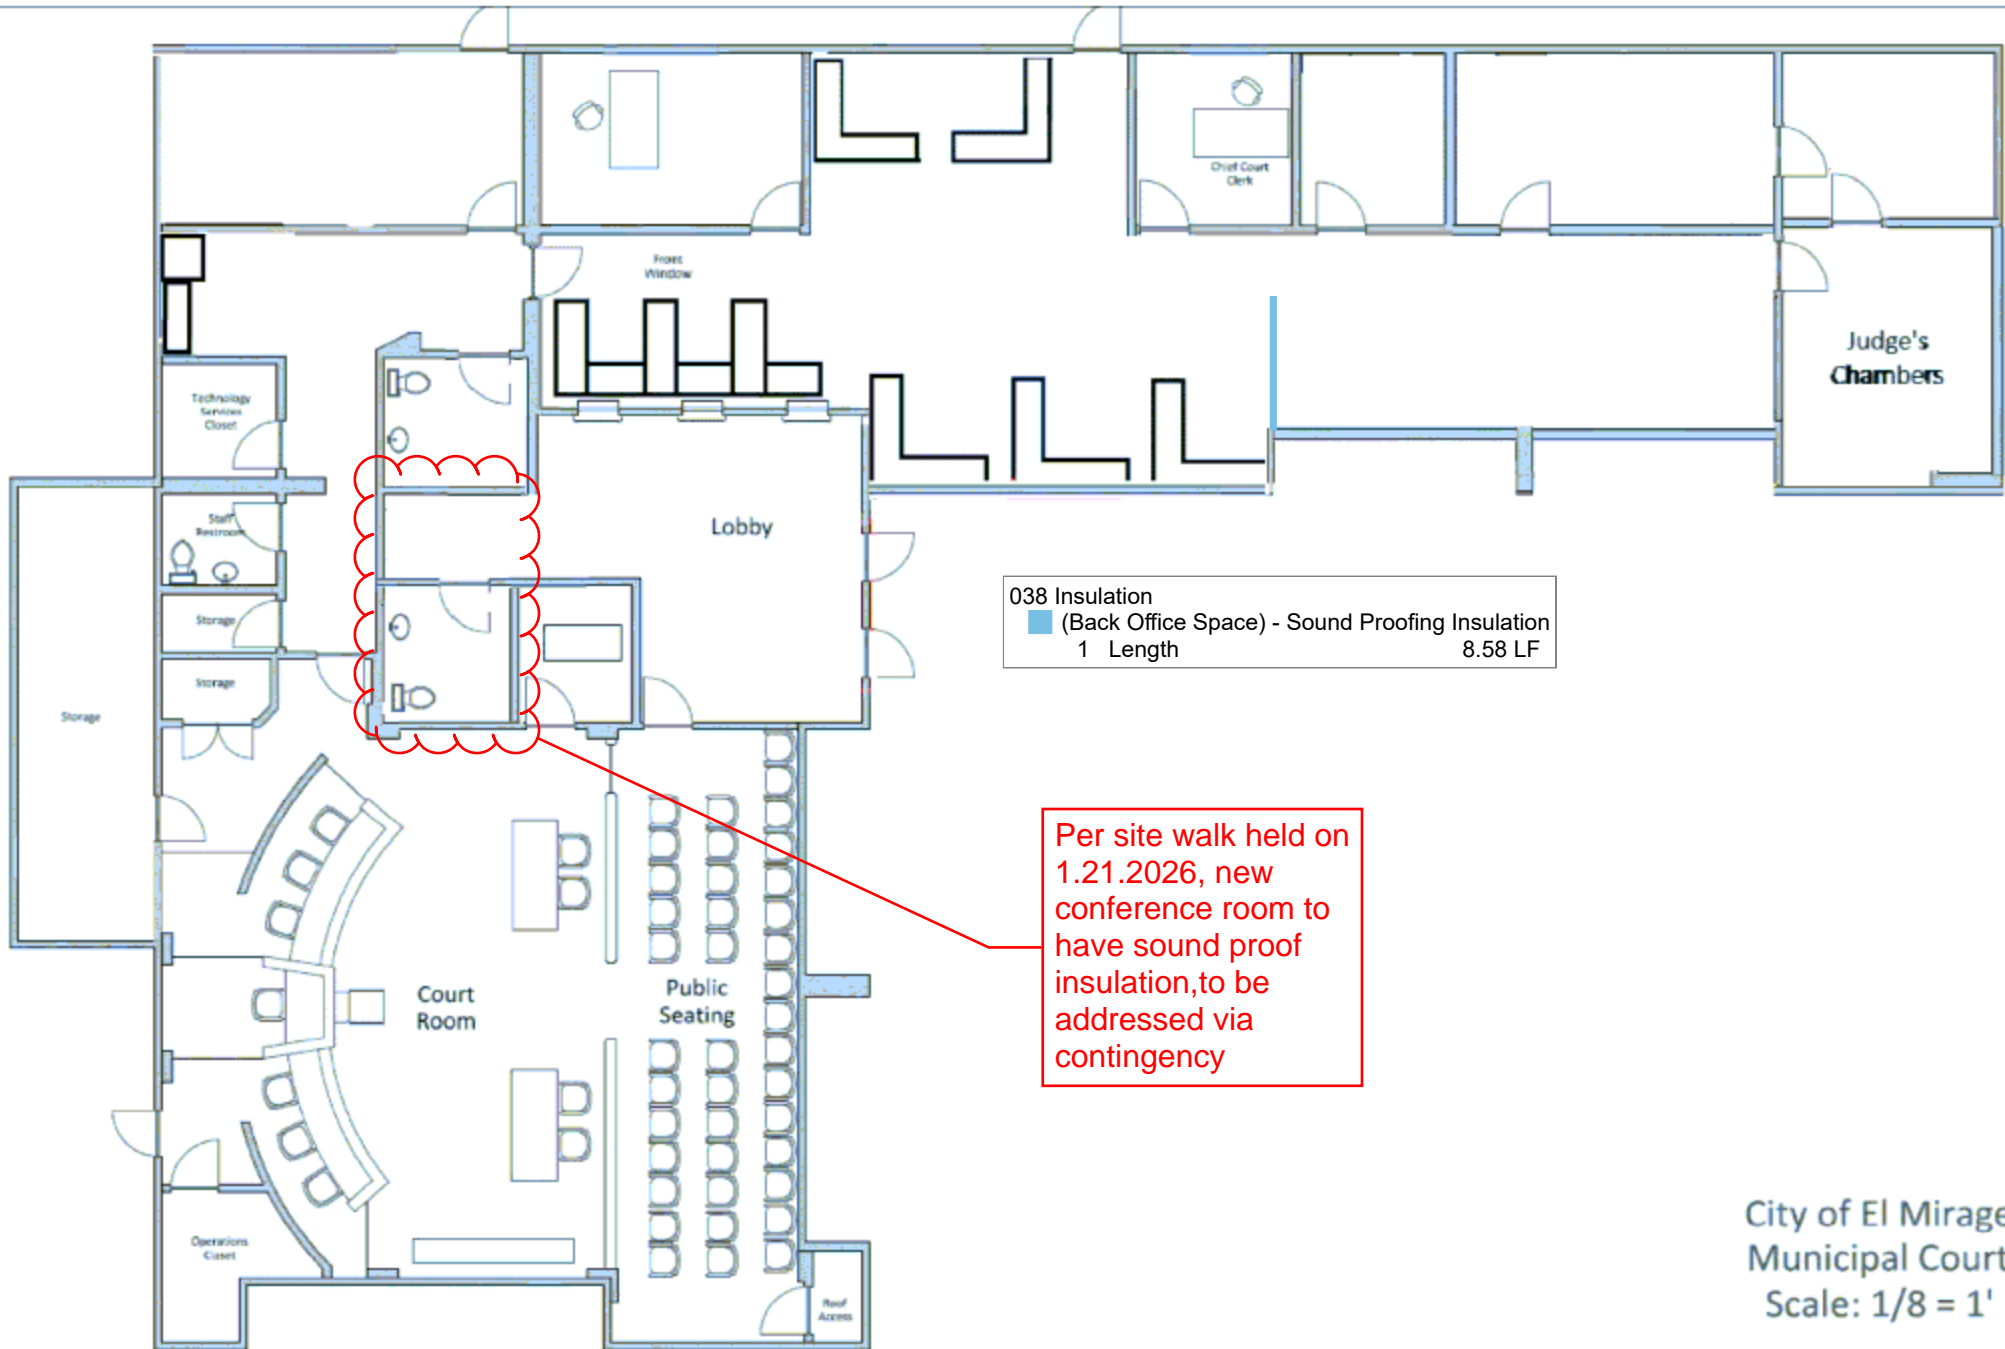 Chief Court
Clerk
Front
Window
Judge's
Chambers
Technology
Services
Closet
Staff
Restroom
Lobby
038 Insulation
(Back Office Space) - Sound Proofing Insulation
1 Length 8.58 LF
Storage
Storage
Storage
Per site walk held on
1.21.2026, new
conference room to
have sound proof
insulation,to be
addressed via
contingency
Court
Room
Public
Seating
Operations
Closet
Roof
Access
City of El Mirage
Municipal Court
Scale: 1/8 = 1'